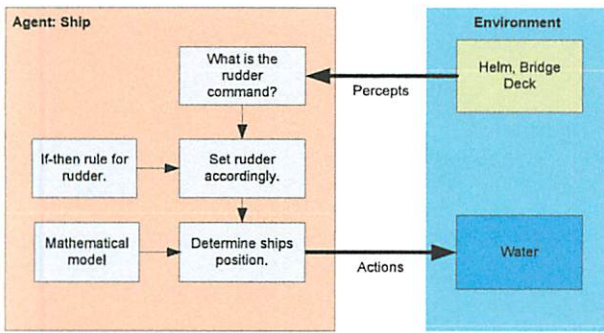 Agent: Ship
Environment
What is the
rudder
command?
Percepts
Helm, Bridge
Deck
If-then rule for
rudder.
Set rudder
accordingly.
Mathematical
model
Determine ships
position.
Actions
Water